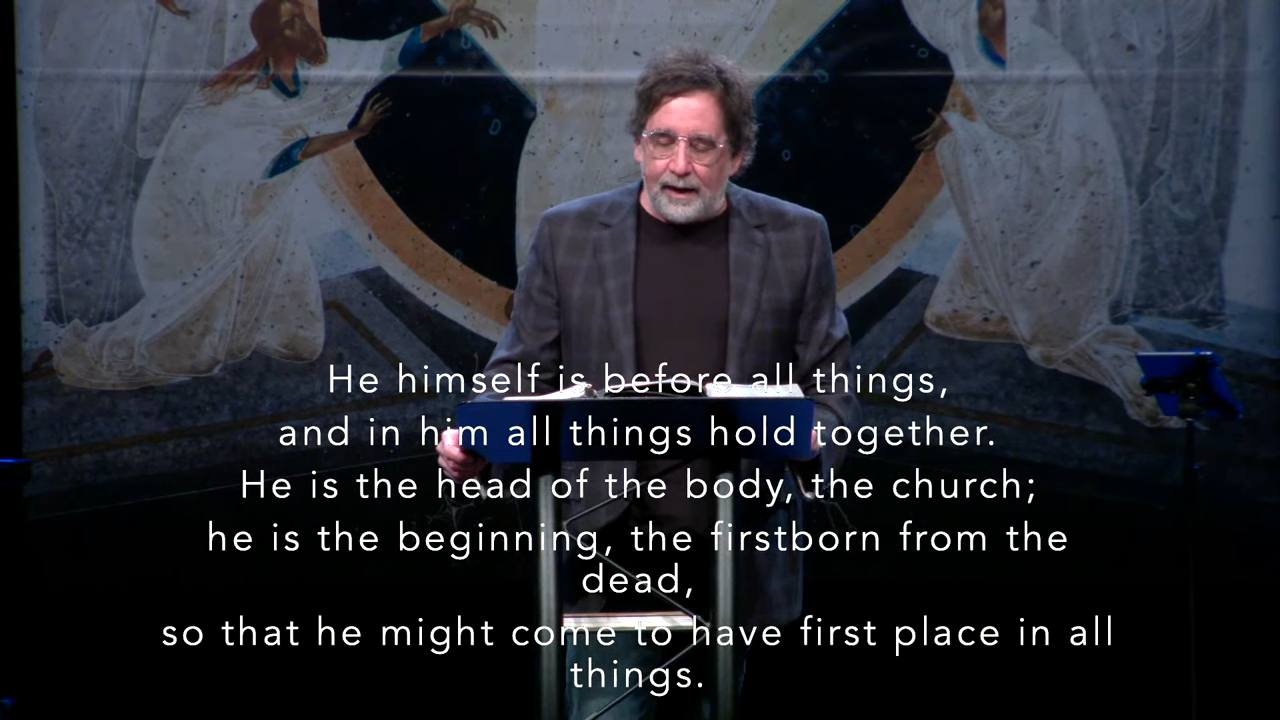 He himself is before all things,
and in him all things hold together.
He is the head of the body, the church;
he is the beginning, the firstborn from the
dead,
so that he might come to have first place in all
things.